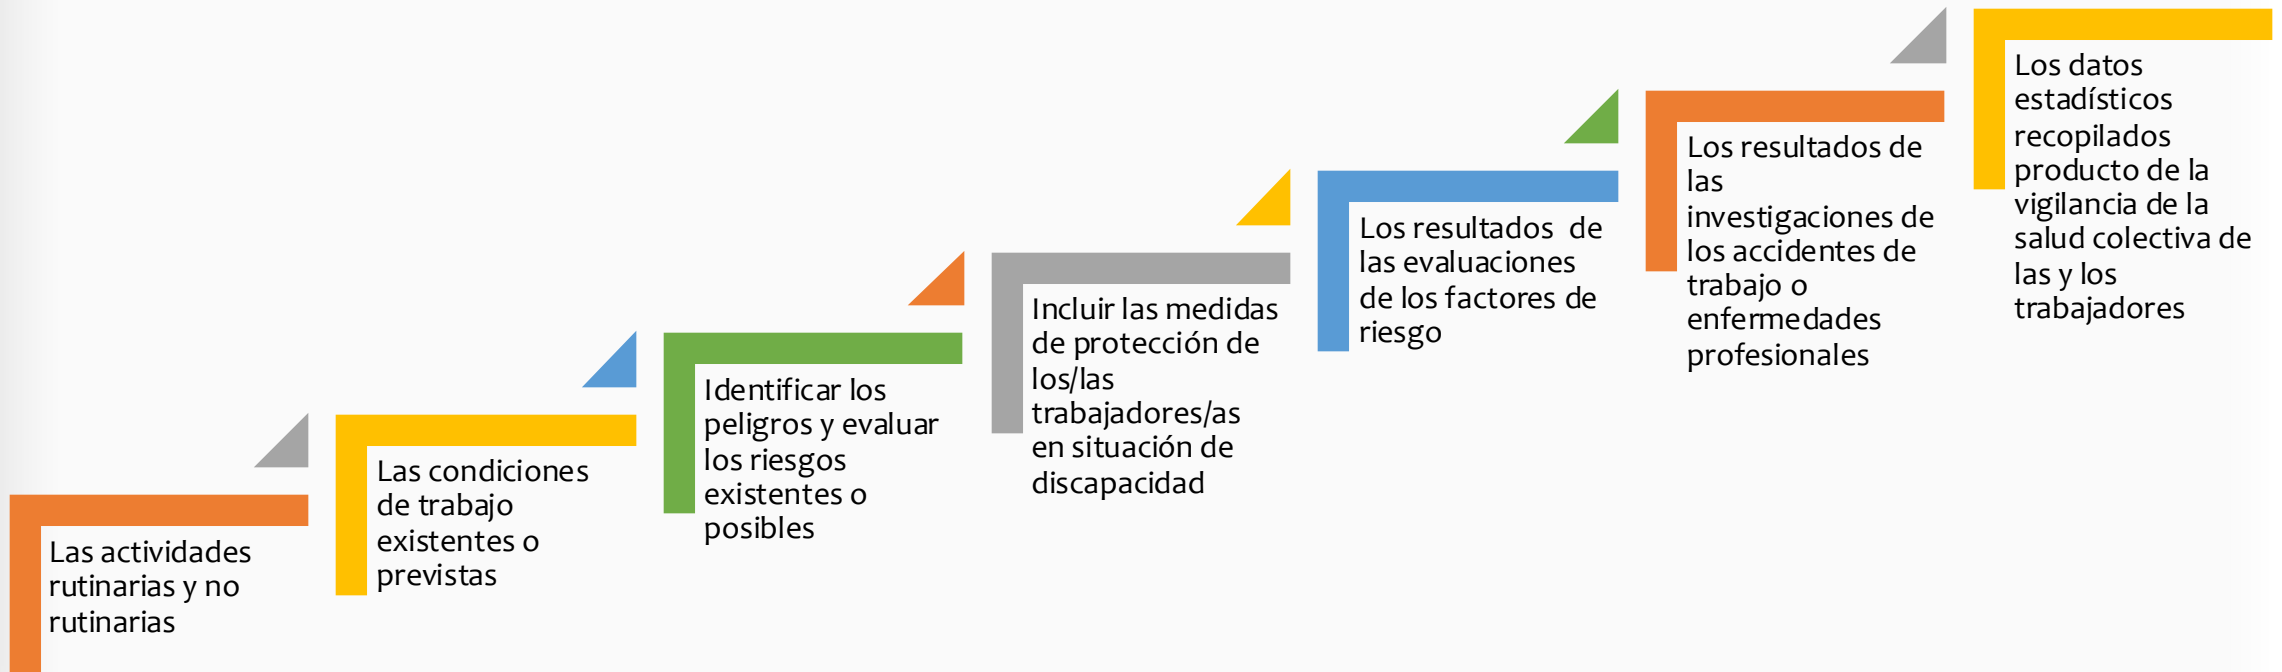 Las actividades
rutinarias y no
rutinarias
Las condiciones
de trabajo
existentes o
previstas
Identificar los
peligros y evaluar
los riesgos
existentes o
posibles
Incluir las medidas
de protección de
los/las
trabajadores/as
en situación de
discapacidad
Los resultados  de
las evaluaciones
de los factores de
riesgo
Los resultados de
las
investigaciones de
los accidentes de
trabajo o
enfermedades
profesionales
Los datos
estadísticos
recopilados
producto de la
vigilancia de la
salud colectiva de
las y los
trabajadores